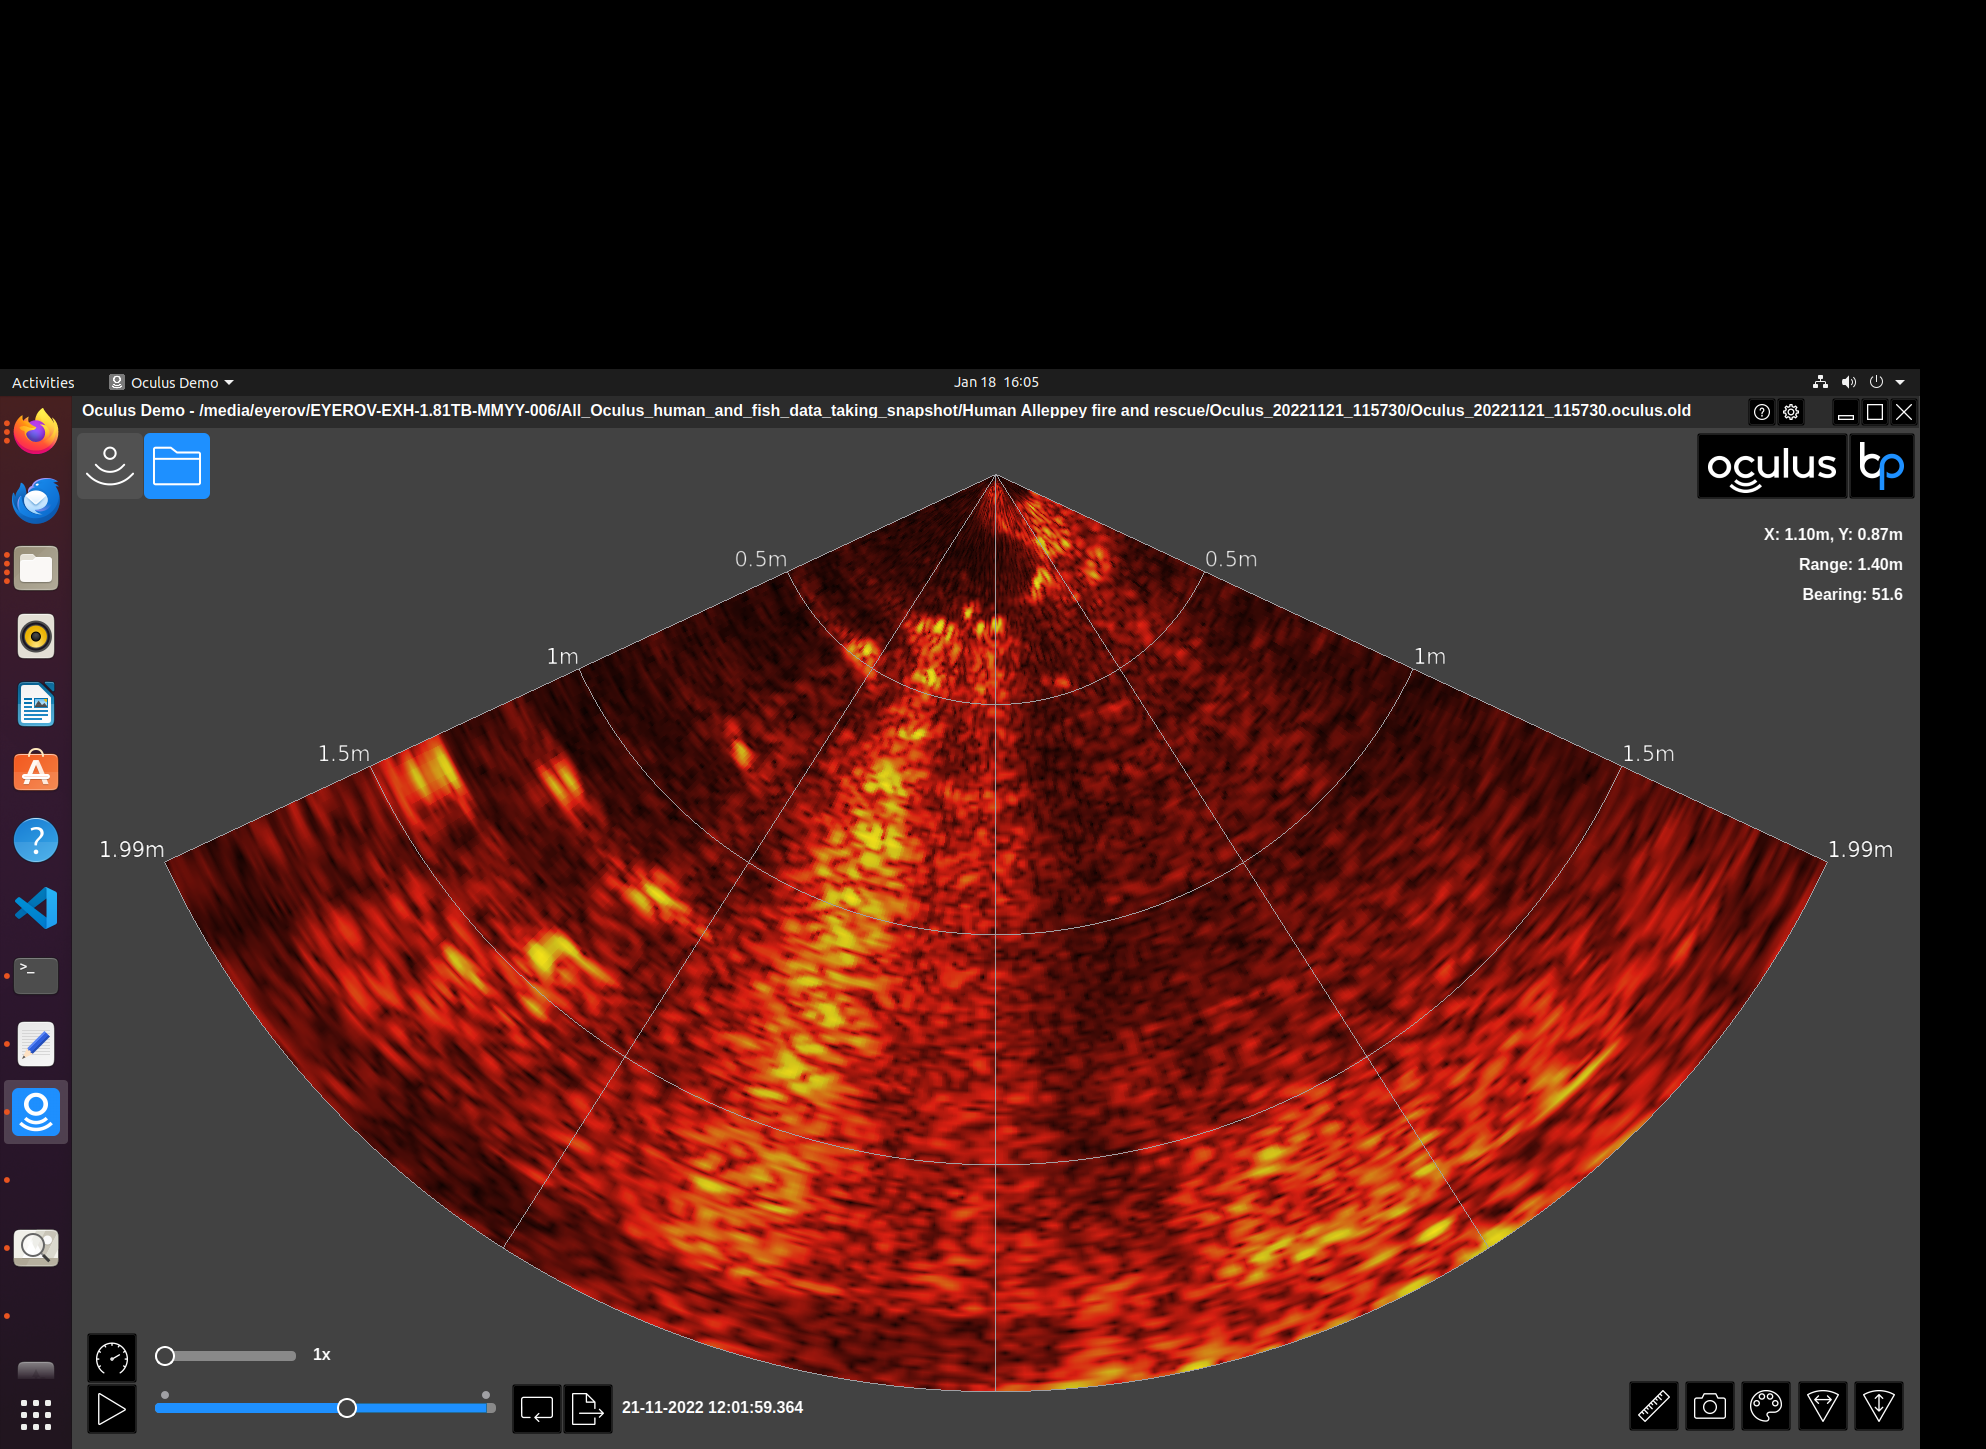 Activities
Oculus Demo
Jan 18 16:05
Oculus Demo - /media/eyerov/EYEROV-EXH-1.81TB-MMYY-006/All_Oculus_human_and_fish_data_taking_snapshot/Human Alleppey fire and rescue/Oculus_20221121_115730/Oculus_20221121_115730.oculus.old
oculus
bp
X: 1.10m, Y: 0.87m
Range: 1.40m
Bearing: 51.6
0.5m
0.5m
1m
1m
1.5m
1.5m
1.99m
1.99m
1x
21-11-2022 12:01:59.364